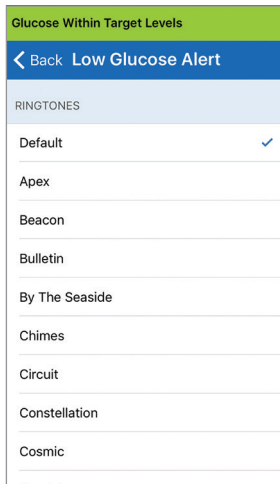 Glucose Within Target Levels
Back Low Glucose Alert
RINGTONES
Default
Apex
Beacon
Bulletin
By The Seaside
Chimes
Circuit
Constellation
Cosmic